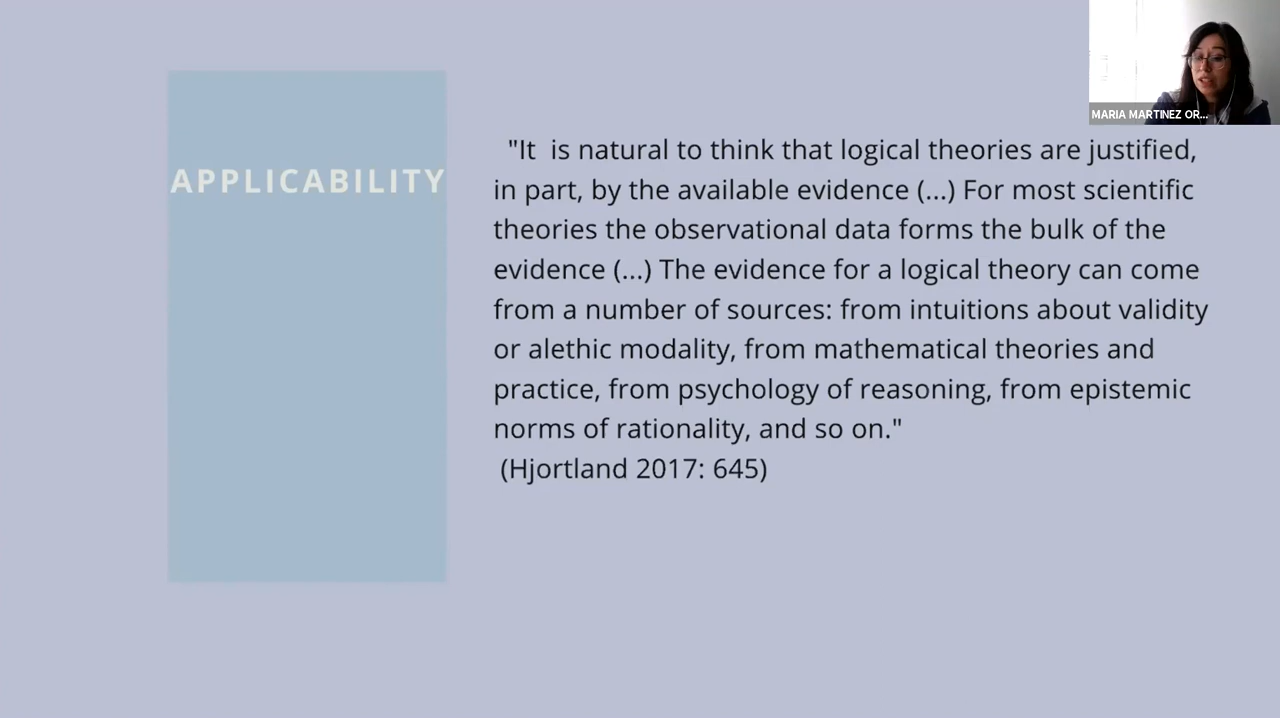 MARIA MARTINEZ OR...
APPLICABILITY
"It  is natural to think that logical theories are justified,
in part, by the available evidence (...) For most scientific
theories the observational data forms the bulk of the
evidence (...) The evidence for a logical theory can come
from a number of sources: from intuitions about validity
or alethic modality, from mathematical theories and
practice, from psychology of reasoning, from epistemic
norms of rationality, and so on."
(Hjortland 2017: 645)